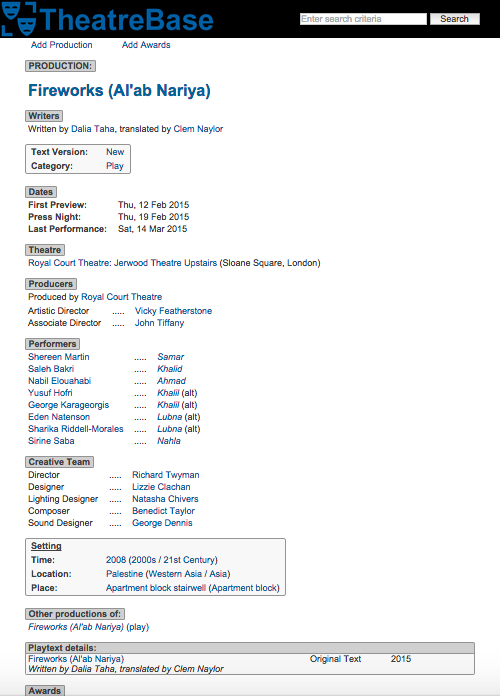 TheatreBase
Enter search criteria Search
Add Production Add Awards
PRODUCTION:
Fireworks (Al'ab Nariya)
Writers
Written by Dalia Taha, translated by Clem Naylor
Text Version: New
Category: Play
Dates
First Preview: Thu, 12 Feb 2015
Press Night: Thu, 19 Feb 2015
Last Performance: Sat, 14 Mar 2015
Theatre
Royal Court Theatre: Jerwood Theatre Upstairs (Sloane Square, London)
Producers
Produced by Royal Court Theatre
Artistic Director ..... Vicky Featherstone
Associate Director ..... John Tiffany
Performers
Shereen Martin ..... Samar
Saleh Bakri ..... Khalid
Nabil Elouahabi ..... Ahmad
Yusuf Hofri ..... Khalil (alt)
George Karageorgis ..... Khalil (alt)
Eden Natenson ..... Lubna (alt)
Sharika Riddell-Morales ..... Lubna (alt)
Sirine Saba ..... Nahla
Creative Team
Director ..... Richard Twyman
Designer ..... Lizzie Clachan
Lighting Designer ..... Natasha Chivers
Composer ..... Benedict Taylor
Sound Designer ..... George Dennis
Setting
Time: 2008 (2000s / 21st Century)
Location: Palestine (Western Asia / Asia)
Place: Apartment block stairwell (Apartment block)
Other productions of:
Fireworks (Al'ab Nariya) (play)
Playtext details:
Fireworks (Al'ab Nariya) Original Text 2015
Written by Dalia Taha, translated by Clem Naylor
Awards